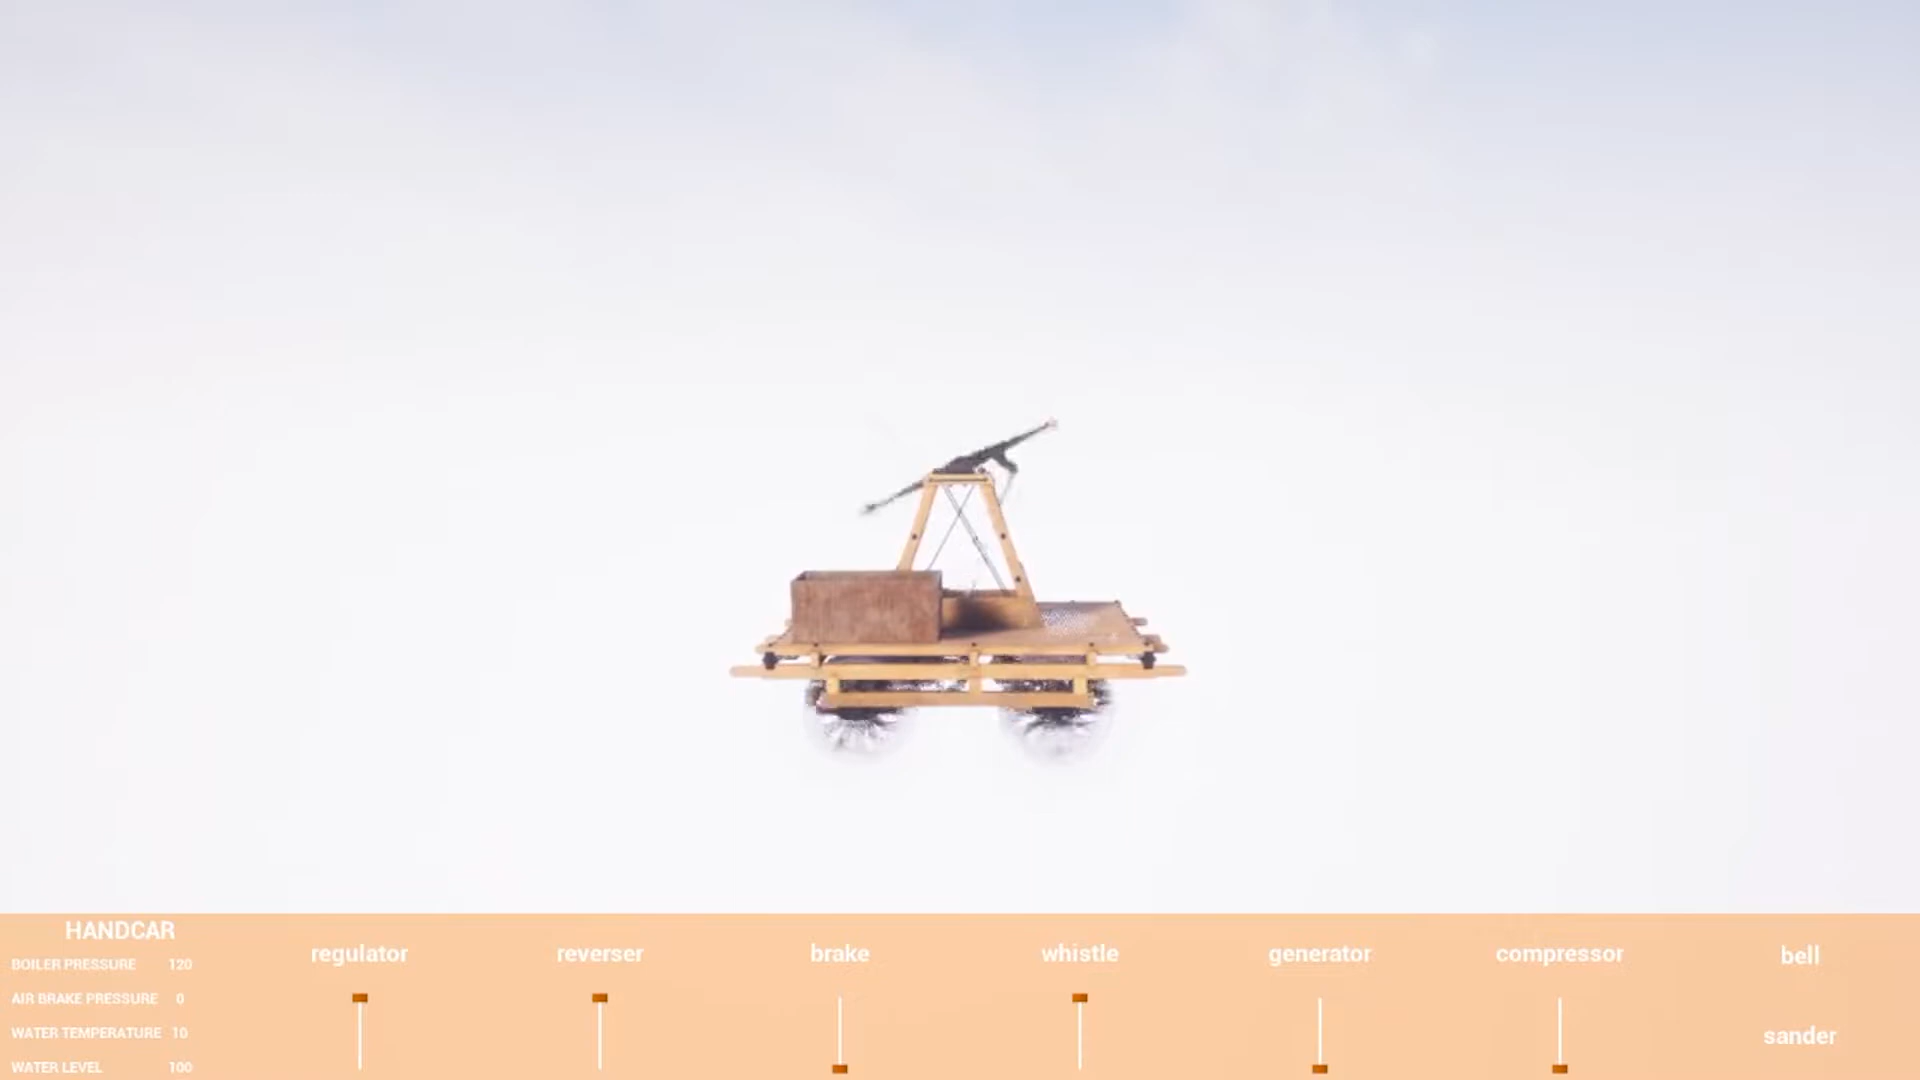 HANDCAR
BOILER PRESSURE 120
AIR BRAKE PRESSURE 0
WATER TEMPERATURE 10
WATER LEVEL 100
regulator
reverser
brake
whistle
generator
compressor
bell
sander